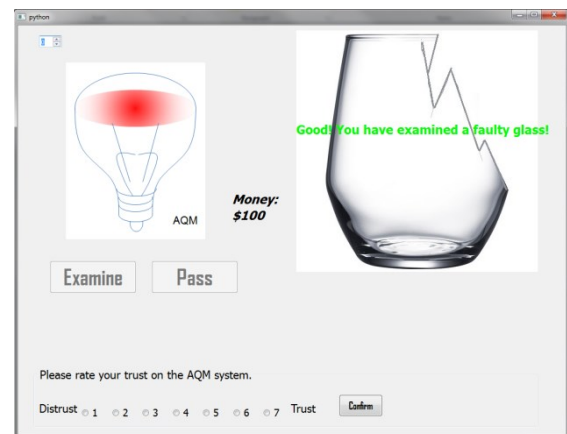 python
Good! You have examined a faulty glass!
AQM
Money:
$100
Examine
Pass
Please rate your trust on the AQM system.
Distrust 1 2 3 4 5 6 7 Trust
Confirm